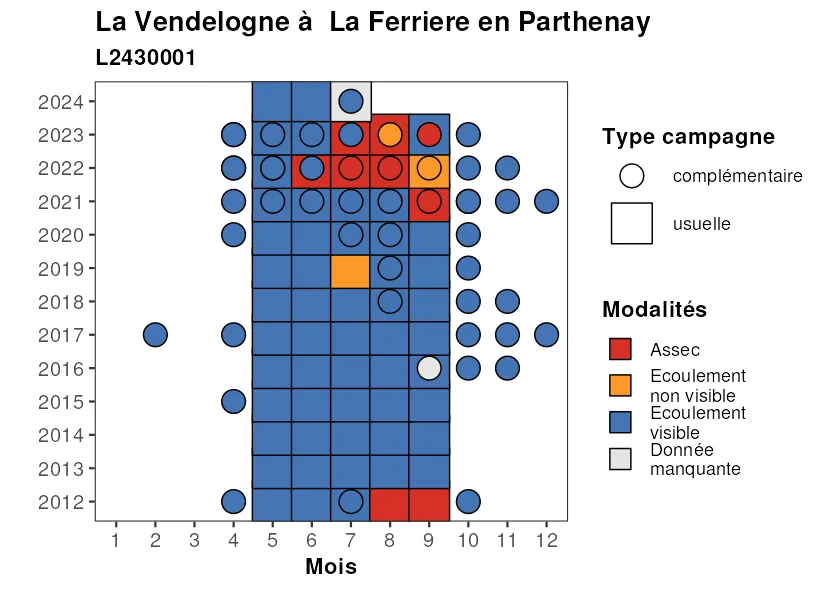 La Vendelogne à  La Ferriere en Parthenay
L2430001
2024
2023
2022
2021
2020
2019
2018
2017
2016
2015
2014
2013
2012
1 2 3 4 5 6 7 8 9 10 11 12
Mois
Type campagne
complémentaire
usuelle
Modalités
Assec
Ecoulement
non visible
Ecoulement
visible
Donnée
manquante